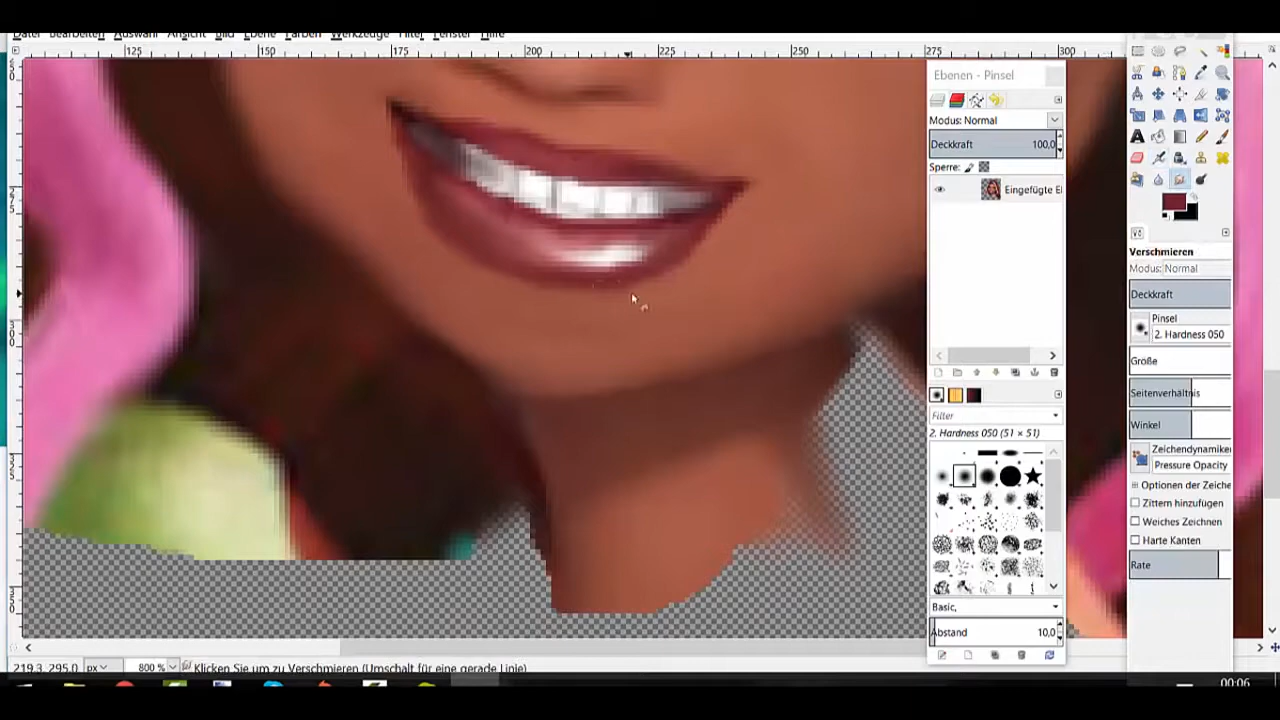 Datei Bearbeiten Auswahl Ansicht Bild Ebene Farben Werkzeuge Filter Fenster Hilfe
125 150 175 200 225 250 275 300
Ebenen - Pinsel
Modus: Normal
Deckkraft 100,0
Sperre:
Eingefügte E
Verschmieren
Modus: Normal
Deckkraft
Pinsel
2. Hardness 050
Größe
Seitenverhältnis
Winkel
Zeichendynamike
Pressure Opacity
Optionen der Zeiche
Zittern hinzufügen
Weiches Zeichnen
Harte Kanten
Rate
Filter
2. Hardness 050 (51 × 51)
Basic,
Abstand 10,0
219,3, 295,0 px 800 % Klicken Sie um zu Verschmieren (Umschalt für eine gerade Linie)
00:06